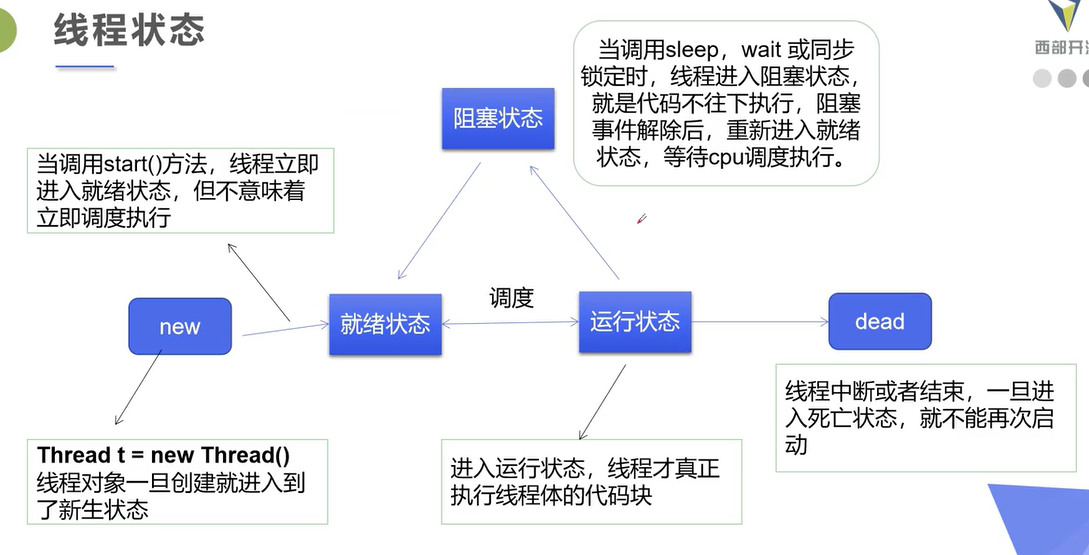 线程状态
西部开
当调用sleep，wait 或同步
锁定时，线程进入阻塞状态，
就是代码不往下执行，阻塞
事件解除后，重新进入就绪
状态，等待cpu调度执行。
阻塞状态
当调用start()方法，线程立即
进入就绪状态，但不意味着
立即调度执行
new
就绪状态
调度
运行状态
dead
Thread t = new Thread()
线程对象一旦创建就进入到
了新生状态
进入运行状态，线程才真正
执行线程体的代码块
线程中断或者结束，一旦进
入死亡状态，就不能再次启
动